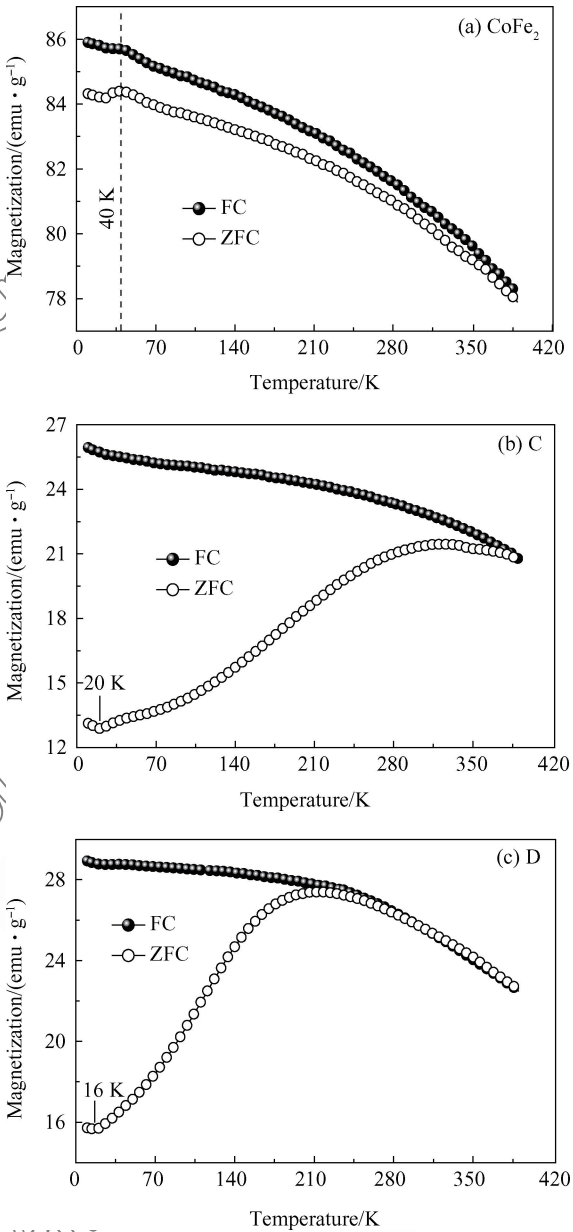 86
84
82
80
78
Magnetization/(emu • g⁻¹)
(a) CoFe₂
40 K
FC
ZFC
0 70 140 210 280 350 420
Temperature/K
27
24
21
18
15
12
Magnetization/(emu • g⁻¹)
(b) C
FC
ZFC
20 K
0 70 140 210 280 350 420
Temperature/K
28
24
20
16
Magnetization/(emu • g⁻¹)
(c) D
FC
ZFC
16 K
0 70 140 210 280 350 420
Temperature/K